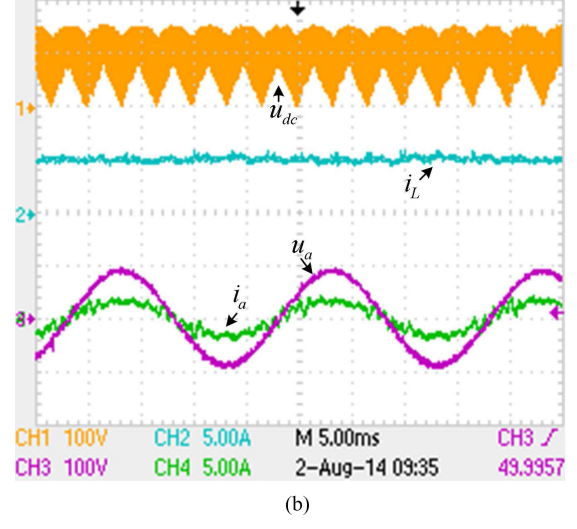 1
u_dc
i_L
2
u_a
i_a
CH1 100V CH2 5.00A M 5.00ms CH3
CH3 100V CH4 5.00A 2-Aug-14 09:35 49.9957
(b)